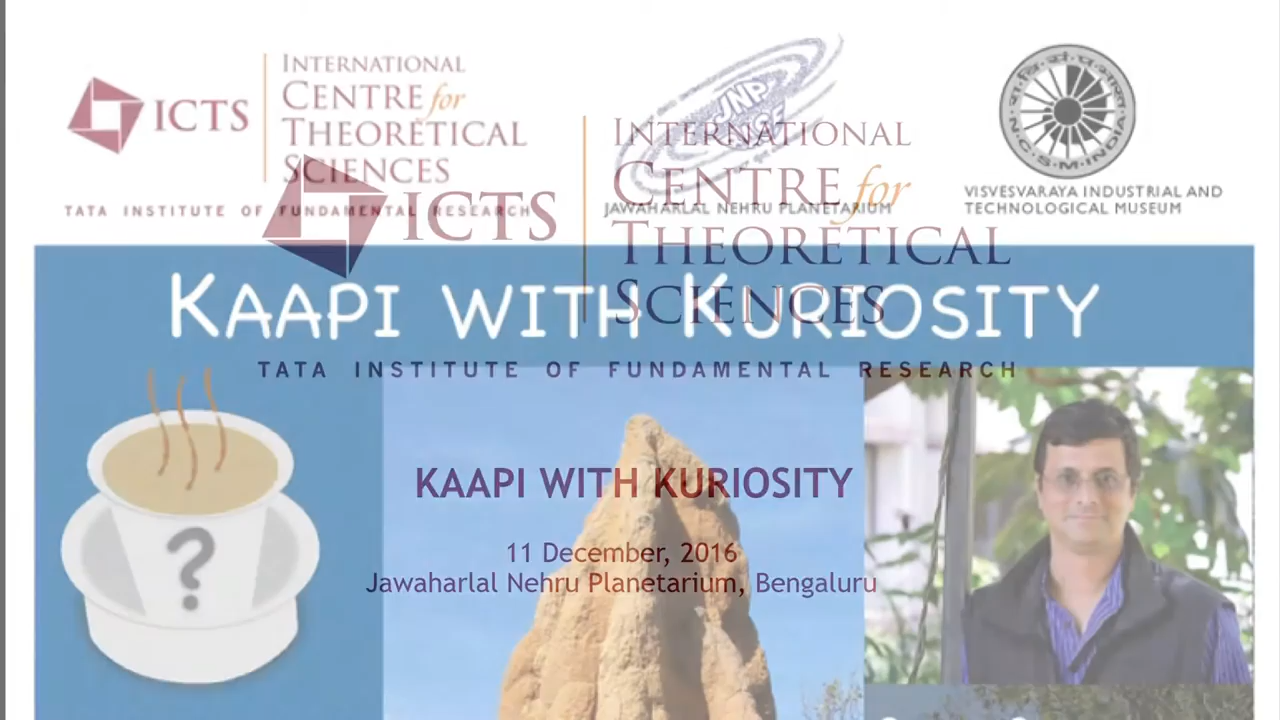 ICTS
INTERNATIONAL
CENTRE for
THEORETICAL
SCIENCES
TATA INSTITUTE OF FUNDAMENTAL RESEARCH
JNP
JAWAHARLAL NEHRU PLANETARIUM
VISVESVARAYA INDUSTRIAL AND
TECHNOLOGICAL MUSEUM
N.C.S.M. INDIA
ICTS
INTERNATIONAL
CENTRE for
THEORETICAL
SCIENCES
TATA INSTITUTE OF FUNDAMENTAL RESEARCH
KAAPI WITH KURIOSITY
?
KAAPI WITH KURIOSITY
11 December, 2016
Jawaharlal Nehru Planetarium, Bengaluru